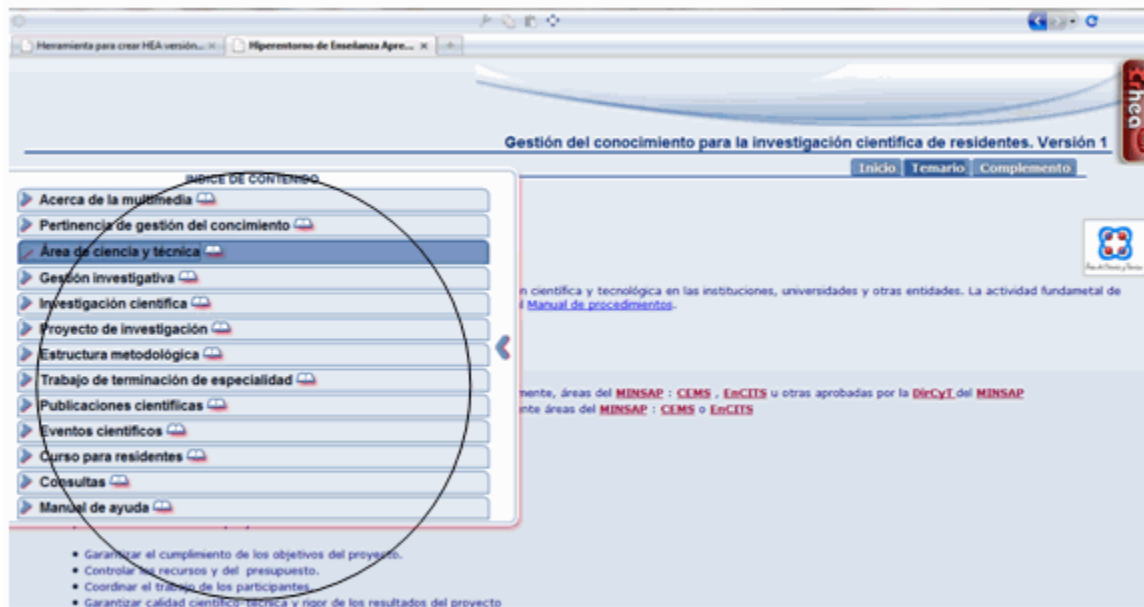 Herramienta para crear HEA versión... Hiperentorno de Enseñanza Apre...
crhea
Gestión del conocimiento para la investigación científica de residentes. Versión 1
Inicio Temario Complemento
INDICE DE CONTENIDO
Acerca de la multimedia
Pertinencia de gestión del concimiento
Área de ciencia y técnica
Gestión investigativa
Investigación científica
Proyecto de investigación
Estructura metodológica
Trabajo de terminación de especialidad
Publicaciones científiicas
Eventos científicos
Curso para residentes
Consultas
Manual de ayuda
n científica y tecnológica en las instituciones, universidades y otras entidades. La actividad fundametal de
Manual de procedimientos.
mente, áreas del MINSAP : CEMS , EnCITS u otras aprobadas por la DirCyT del MINSAP
nte áreas del MINSAP : CEMS o EnCITS
• Garantizar el cumplimiento de los objetivos del proyecto.
• Controlar los recursos y del presupuesto.
• Coordinar el trabajo de los participantes.
• Garantizar calidad científico-técnica y rigor de los resultados del proyecto